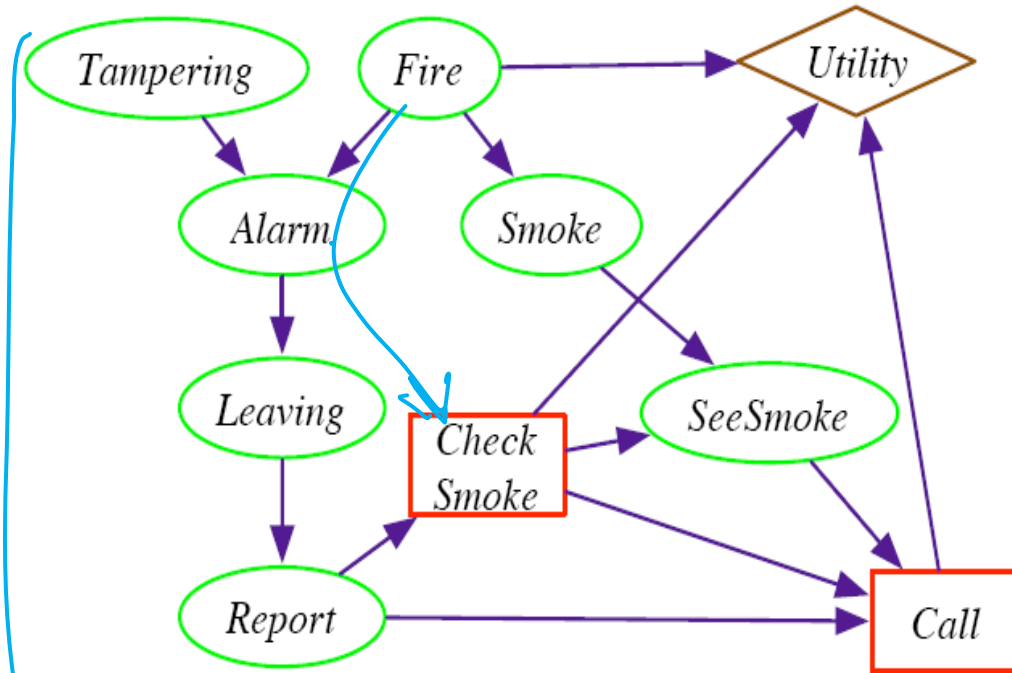 Tampering
Fire
Utility
Alarm
Smoke
Leaving
Check
Smoke
SeeSmoke
Report
Call